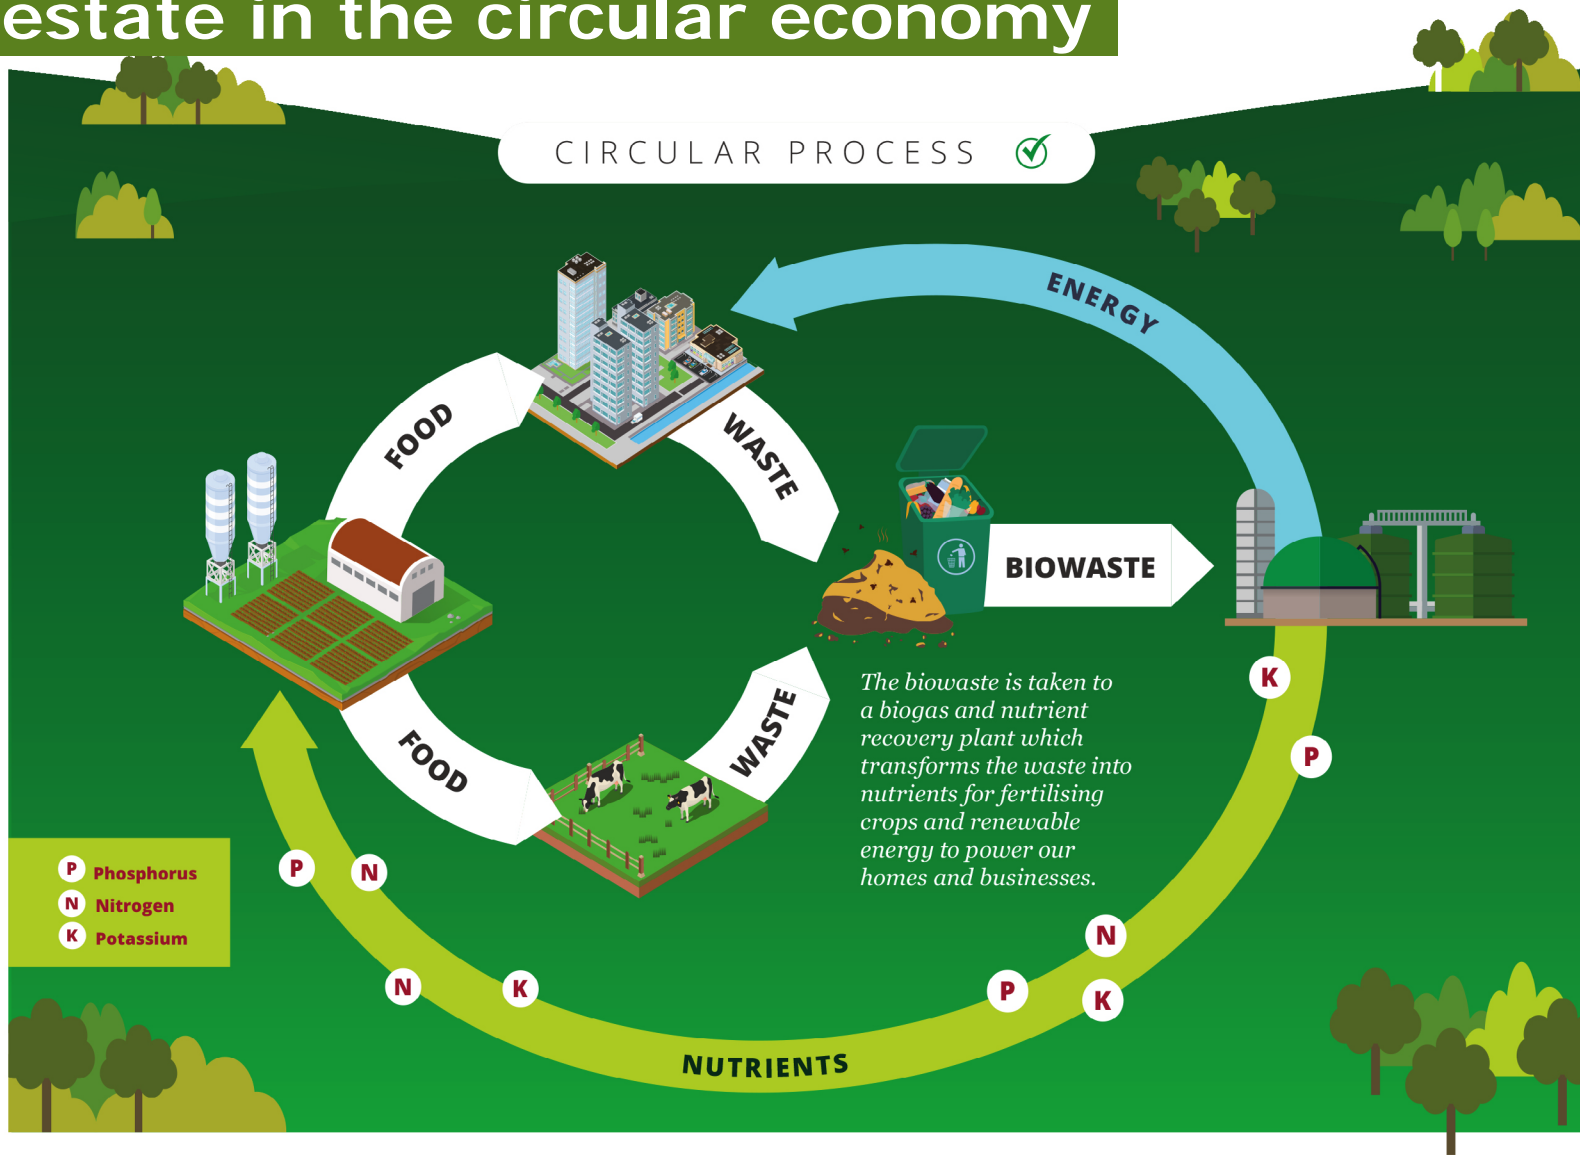 estate in the circular economy
CIRCULAR PROCESS
ENERGY
FOOD
WASTE
BIOWASTE
K
P
The biowaste is taken to
a biogas and nutrient
recovery plant which
transforms the waste into
nutrients for fertilising
crops and renewable
energy to power our
homes and businesses.
FOOD
WASTE
P Phosphorus
N Nitrogen
K Potassium
P
N
N
K
P
N
K
NUTRIENTS